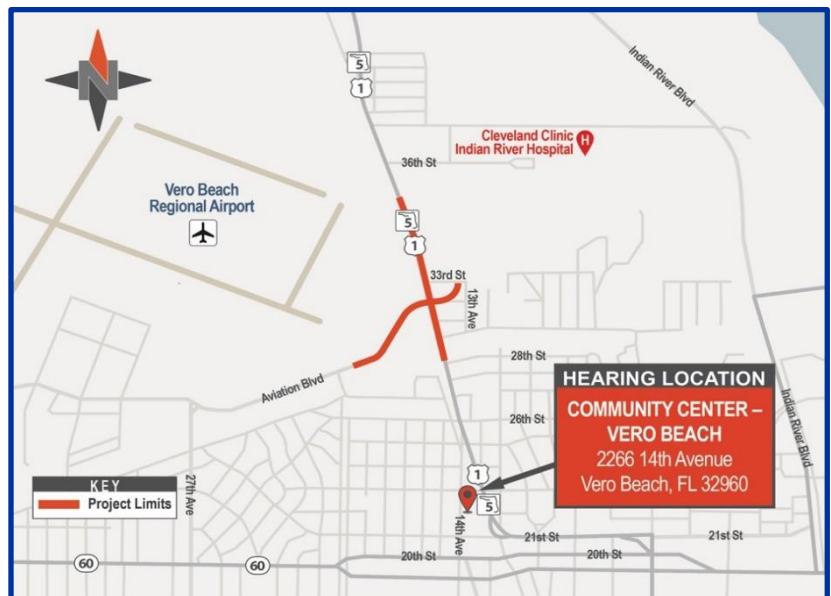 5
1
Indian River Blvd
Cleveland Clinic
Indian River Hospital
H
36th St
N
Vero Beach
Regional Airport
5
1
33rd St
13th Ave
28th St
Aviation Blvd
HEARING LOCATION
COMMUNITY CENTER –
VERO BEACH
2266 14th Avenue
Vero Beach, FL 32960
26th St
Indian River Blvd
1
KEY
Project Limits
27th Ave
5
14th Ave
21st St
21st St
20th St
20th St
60
60